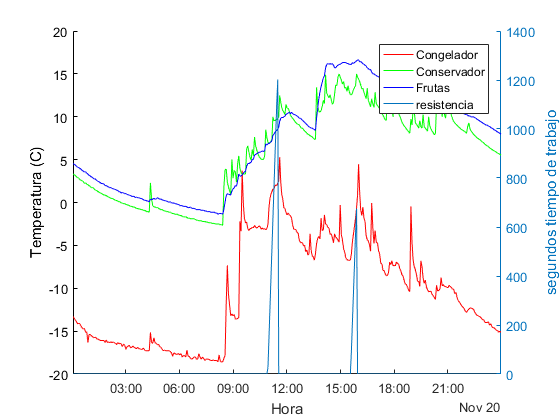 20
15
10
5
0
-5
-10
-15
-20
Temperatura (C)
1400
1200
1000
800
600
400
200
0
segundos tiempo de trabajo
Congelador
Conservador
Frutas
resistencia
03:00 06:00 09:00 12:00 15:00 18:00 21:00
Hora
Nov 20